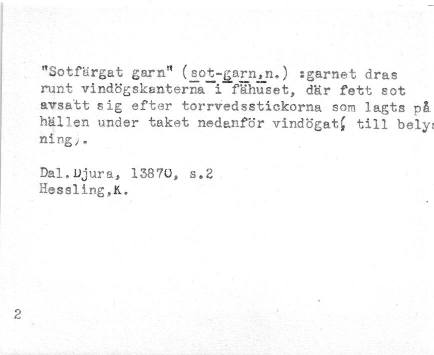 "Sotfärgat garn" (sot-garn,n.) :garnet dras
runt vindögskanterna i fähuset, där fett sot
avsatt sig efter torrvedsstickorna som lagts på
hällen under taket nedanför vindögat, till belys
ning,.
Dal.Djura, 13870, s.2
Hessling,K.
2